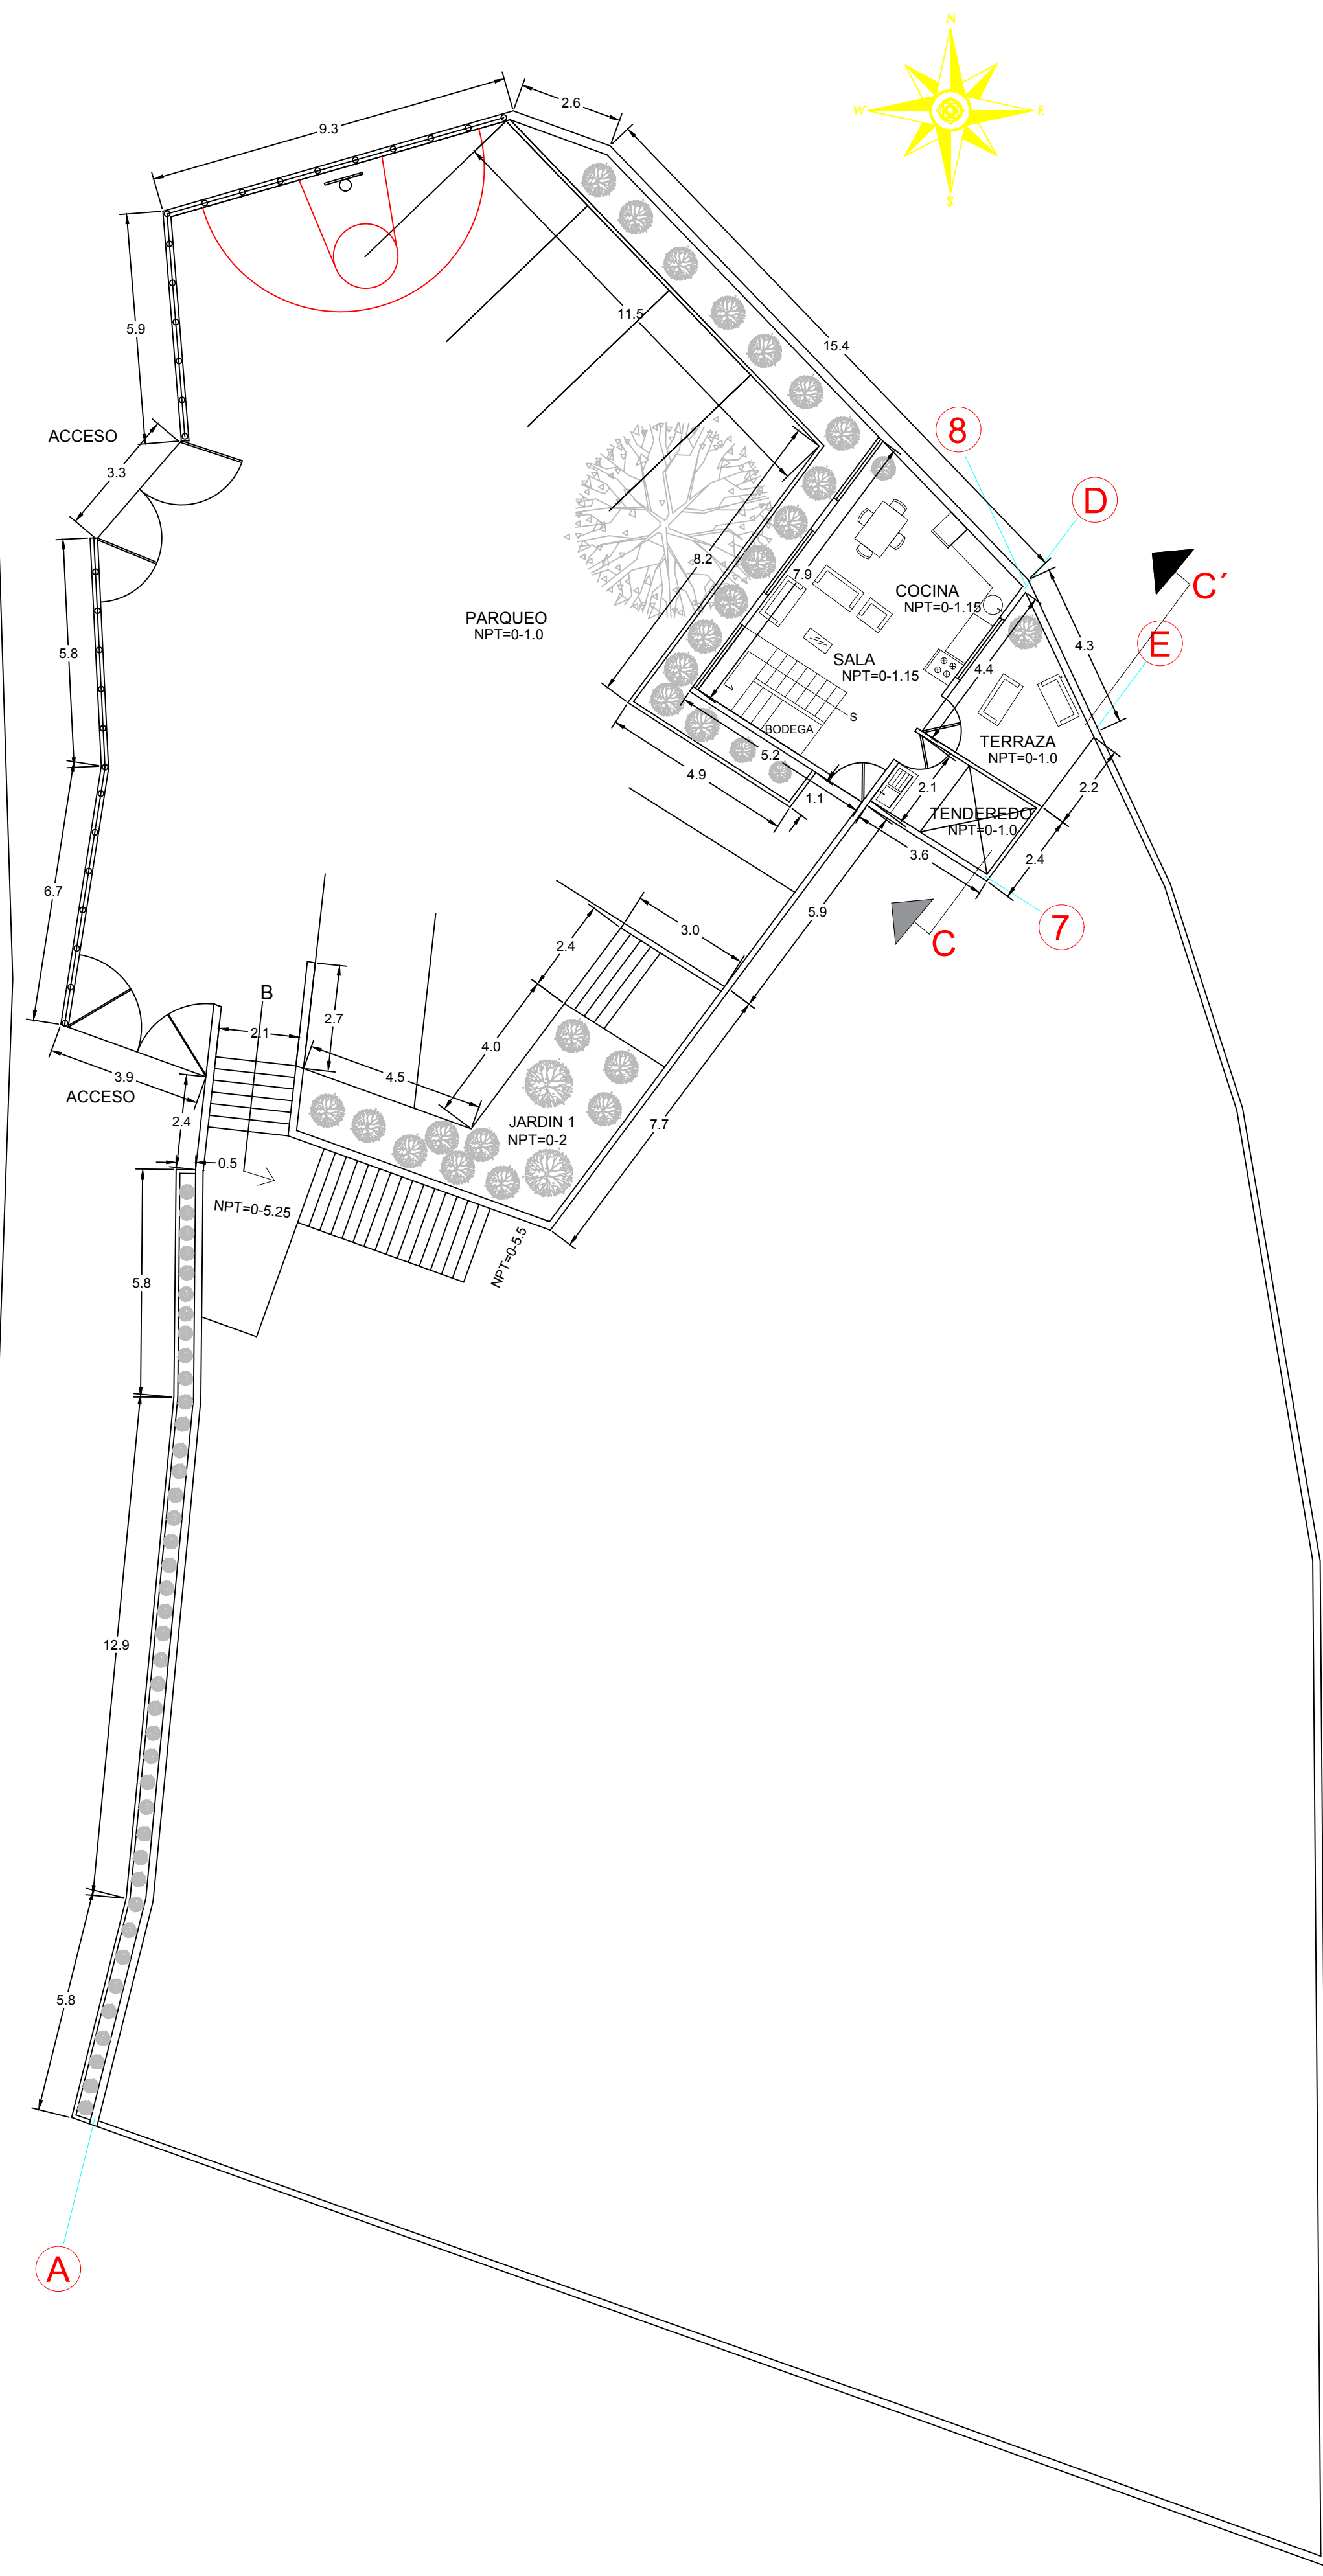 N
W
E
S
2.6
9.3
5.9
11.5
15.4
8
D
ACCESO
3.3
C´
8.2
7.9
COCINA
NPT=0-1.15
PARQUEO
NPT=0-1.0
E
4.3
5.8
SALA
NPT=0-1.15
4.4
S
BODEGA
TERRAZA
NPT=0-1.0
5.2
4.9
1.1
2.1
2.2
TENDEREDO
NPT=0-1.0
3.6
2.4
6.7
5.9
7
C
3.0
2.4
B
2.7
2.1
4.0
3.9
4.5
ACCESO
2.4
JARDIN 1
NPT=0-2
7.7
0.5
NPT=0-5.25
NPT=0-5.5
5.8
12.9
5.8
A